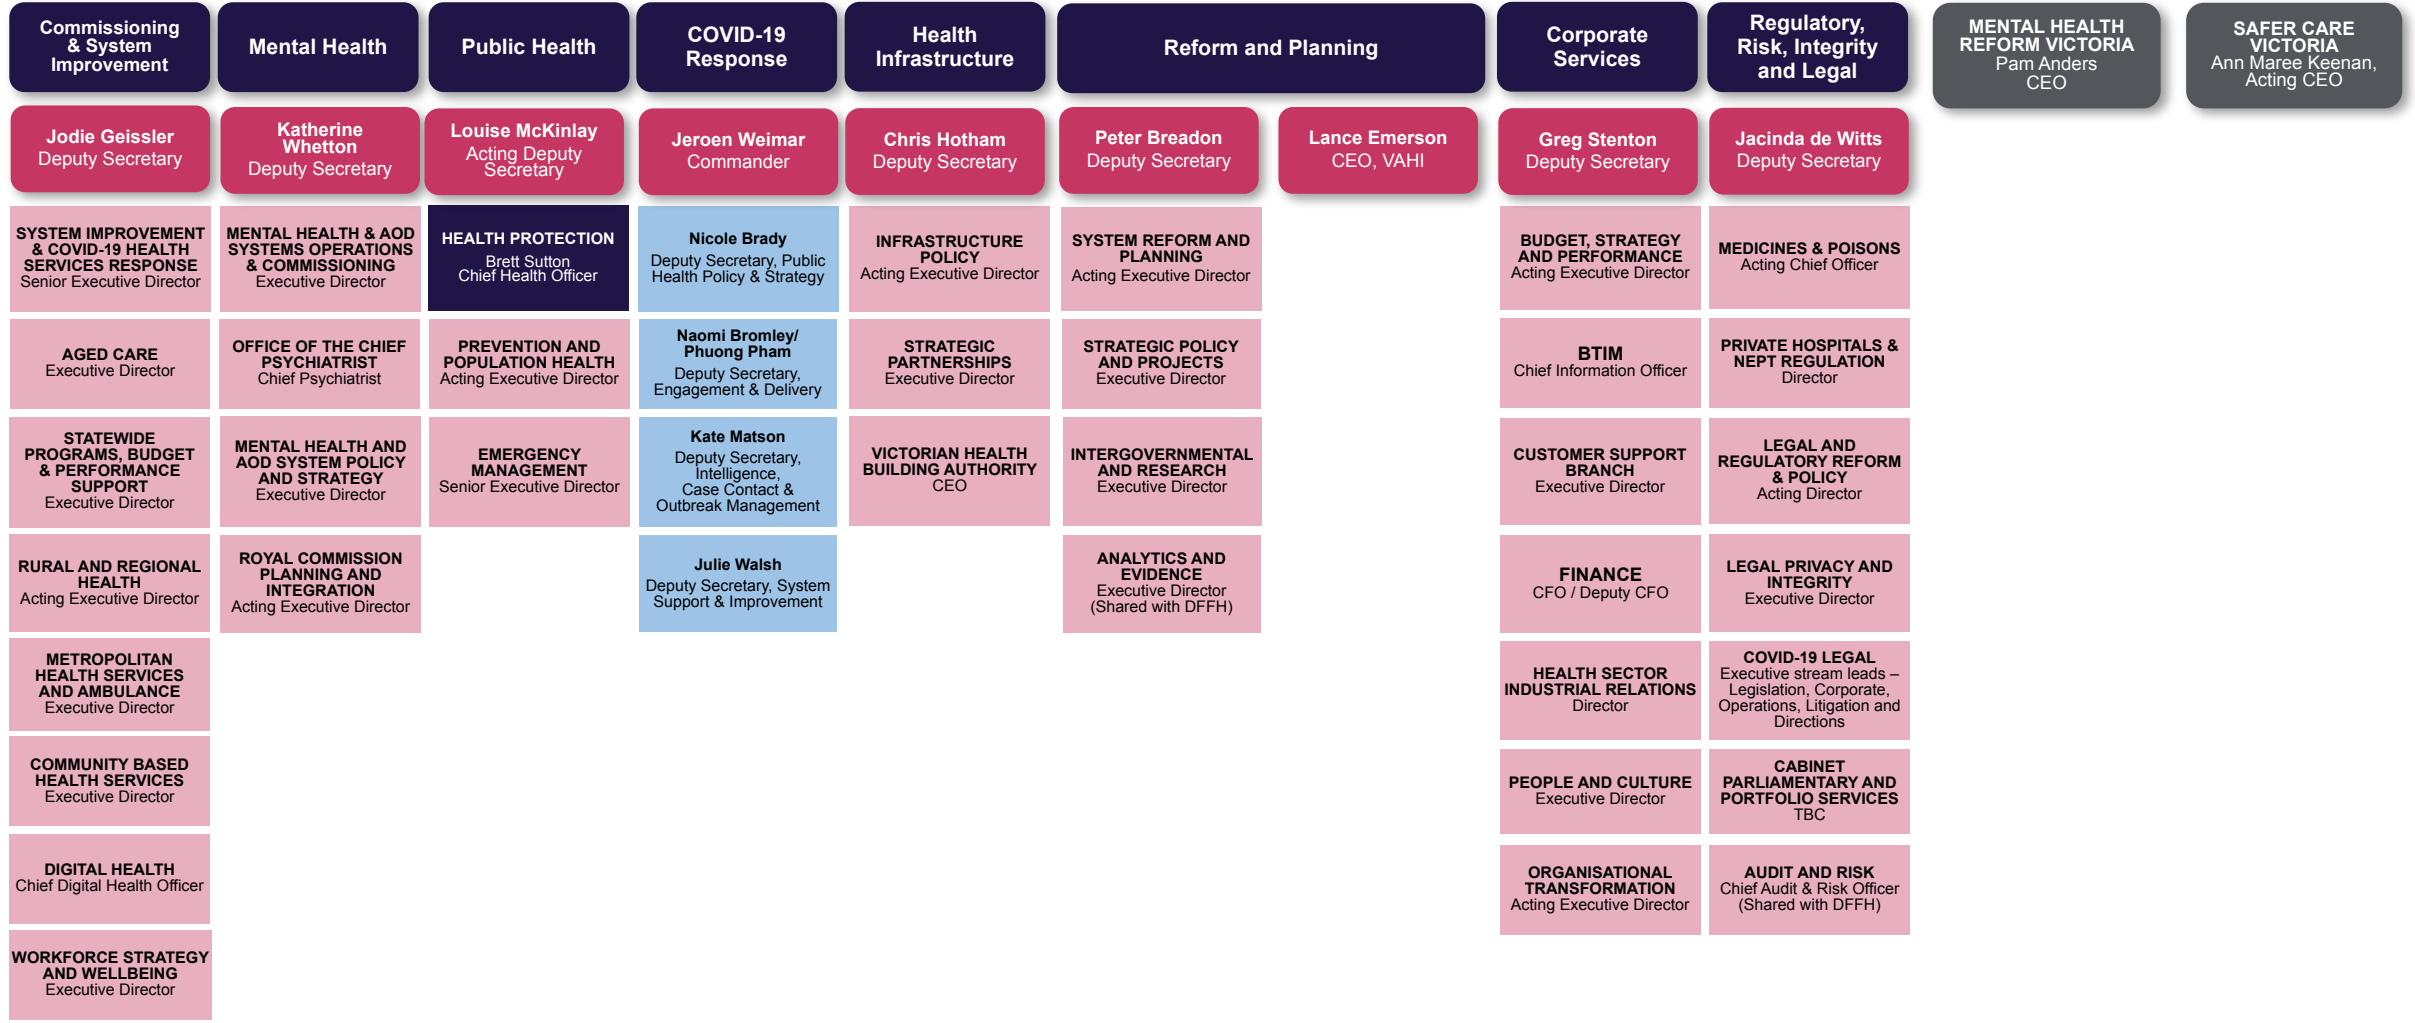 Commissioning
& System
Improvement
Jodie Geissler
Deputy Secretary
SYSTEM IMPROVEMENT
& COVID-19 HEALTH
SERVICES RESPONSE
Senior Executive Director
AGED CARE
Executive Director
STATEWIDE
PROGRAMS, BUDGET
& PERFORMANCE
SUPPORT
Executive Director
RURAL AND REGIONAL
HEALTH
Acting Executive Director
METROPOLITAN
HEALTH SERVICES
AND AMBULANCE
Executive Director
COMMUNITY BASED
HEALTH SERVICES
Executive Director
DIGITAL HEALTH
Chief Digital Health Officer
WORKFORCE STRATEGY
AND WELLBEING
Executive Director
Mental Health
Katherine
Whetton
Deputy Secretary
MENTAL HEALTH & AOD
SYSTEMS OPERATIONS
& COMMISSIONING
Executive Director
OFFICE OF THE CHIEF
PSYCHIATRIST
Chief Psychiatrist
MENTAL HEALTH AND
AOD SYSTEM POLICY
AND STRATEGY
Executive Director
ROYAL COMMISSION
PLANNING AND
INTEGRATION
Acting Executive Director
Public Health
Louise McKinlay
Acting Deputy
Secretary
HEALTH PROTECTION
Brett Sutton
Chief Health Officer
PREVENTION AND
POPULATION HEALTH
Acting Executive Director
EMERGENCY
MANAGEMENT
Senior Executive Director
COVID-19
Response
Jeroen Weimar
Commander
Nicole Brady
Deputy Secretary, Public
Health Policy & Strategy
Naomi Bromley/
Phuong Pham
Deputy Secretary,
Engagement & Delivery
Kate Matson
Deputy Secretary,
Intelligence,
Case Contact &
Outbreak Management
Julie Walsh
Deputy Secretary, System
Support & Improvement
Health
Infrastructure
Chris Hotham
Deputy Secretary
INFRASTRUCTURE
POLICY
Acting Executive Director
STRATEGIC
PARTNERSHIPS
Executive Director
VICTORIAN HEALTH
BUILDING AUTHORITY
CEO
Reform and Planning
Peter Breadon
Deputy Secretary
SYSTEM REFORM AND
PLANNING
Acting Executive Director
STRATEGIC POLICY
AND PROJECTS
Executive Director
INTERGOVERNMENTAL
AND RESEARCH
Executive Director
ANALYTICS AND
EVIDENCE
Executive Director
(Shared with DFFH)
Lance Emerson
CEO, VAHI
Corporate
Services
Greg Stenton
Deputy Secretary
BUDGET, STRATEGY
AND PERFORMANCE
Acting Executive Director
BTIM
Chief Information Officer
CUSTOMER SUPPORT
BRANCH
Executive Director
FINANCE
CFO / Deputy CFO
HEALTH SECTOR
INDUSTRIAL RELATIONS
Director
PEOPLE AND CULTURE
Executive Director
ORGANISATIONAL
TRANSFORMATION
Acting Executive Director
Regulatory,
Risk, Integrity
and Legal
Jacinda de Witts
Deputy Secretary
MEDICINES & POISONS
Acting Chief Officer
PRIVATE HOSPITALS &
NEPT REGULATION
Director
LEGAL AND
REGULATORY REFORM
& POLICY
Acting Director
LEGAL PRIVACY AND
INTEGRITY
Executive Director
COVID-19 LEGAL
Executive stream leads –
Legislation, Corporate,
Operations, Litigation and
Directions
CABINET
PARLIAMENTARY AND
PORTFOLIO SERVICES
TBC
AUDIT AND RISK
Chief Audit & Risk Officer
(Shared with DFFH)
MENTAL HEALTH
REFORM VICTORIA
Pam Anders
CEO
SAFER CARE
VICTORIA
Ann Maree Keenan,
Acting CEO